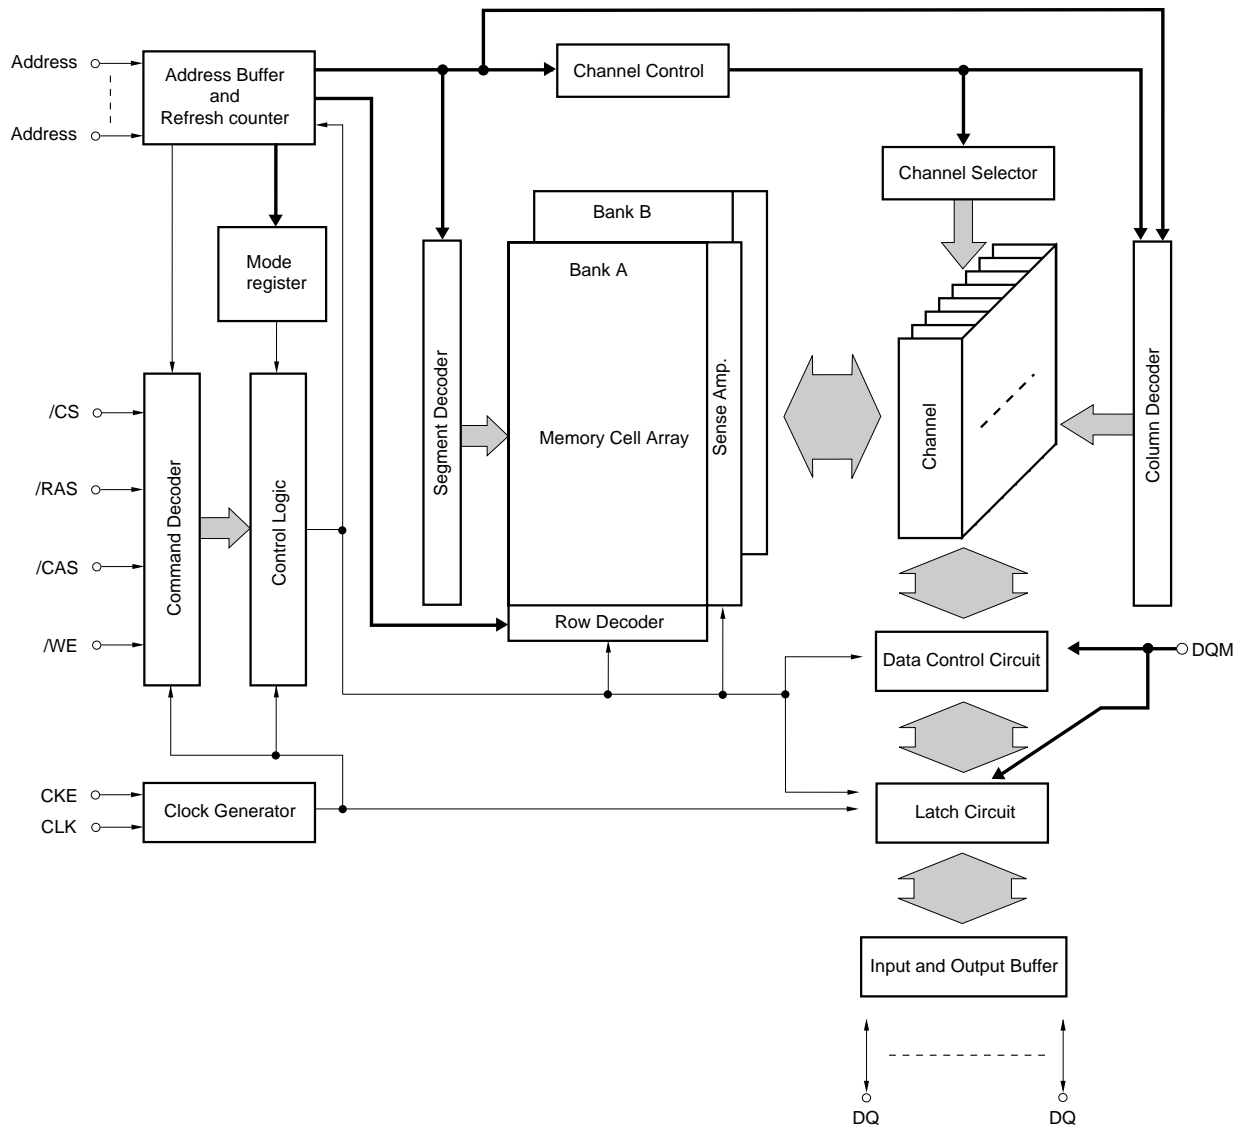 Address
Address
Address Buffer
and
Refresh counter
Channel Control
Channel Selector
Mode
register
Bank B
Bank A
Memory Cell Array
Sense Amp.
Row Decoder
Segment Decoder
Channel
Column Decoder
/CS
/RAS
/CAS
/WE
Command Decoder
Control Logic
Data Control Circuit
DQM
CKE
CLK
Clock Generator
Latch Circuit
Input and Output Buffer
DQ
DQ